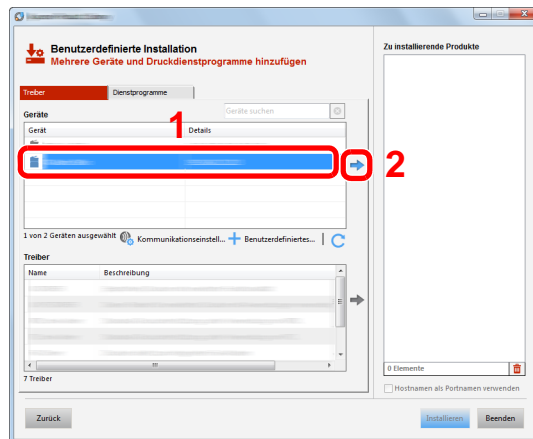 Benutzerdefinierte Installation
Mehrere Geräte und Druckdienstprogramme hinzufügen
Zu installierende Produkte
Treiber
Dienstprogramme
1
Geräte
Geräte suchen
Gerät
Details
2
1 von 2 Geräten ausgewählt
Kommunikationseinstell...
Benutzerdefiniertes...
Treiber
Name
Beschreibung
7 Treiber
0 Elemente
Hostnamen als Portnamen verwenden
Zurück
Installieren
Beenden